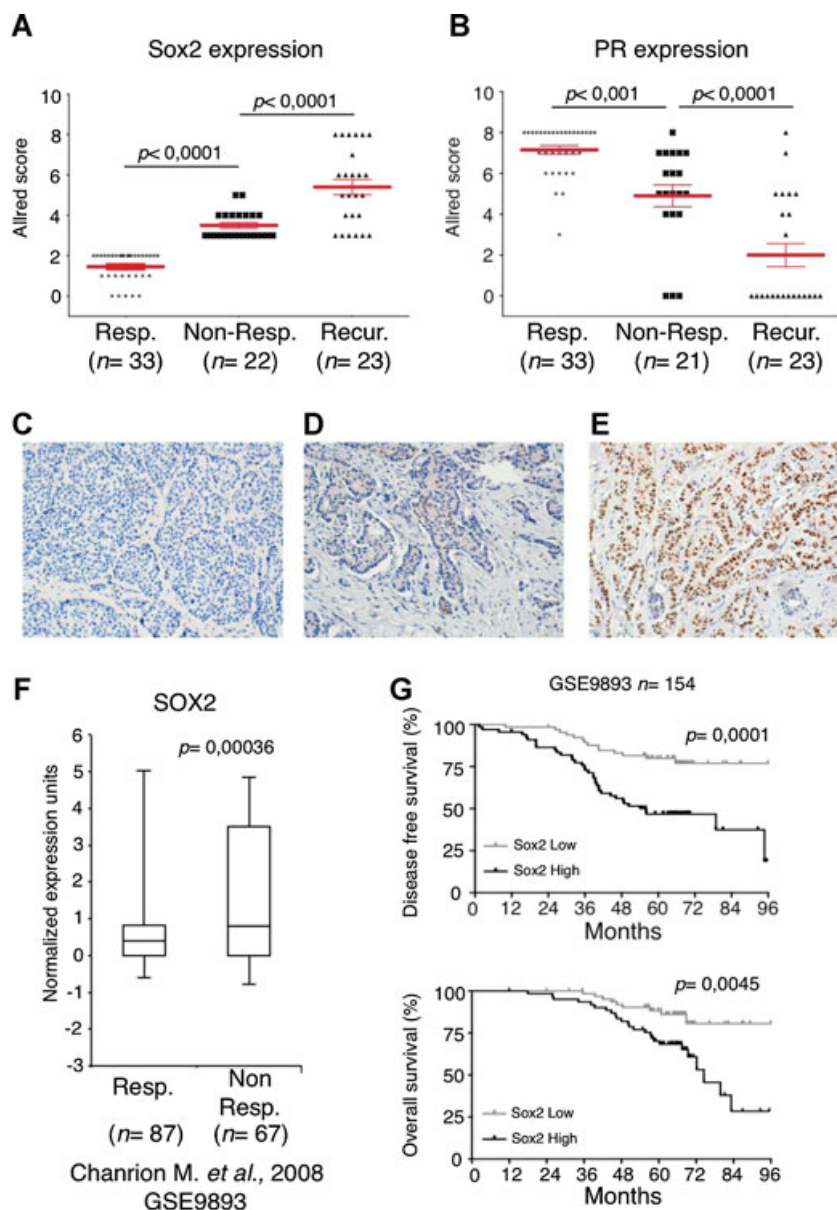 A
Sox2 expression
p< 0,0001
p< 0,0001
Allred score
10
8
6
4
2
0
Resp.
Non-Resp.
Recur.
(n= 33)
(n= 22)
(n= 23)
B
PR expression
p< 0,001
p< 0,0001
Allred score
10
8
6
4
2
0
Resp.
Non-Resp.
Recur.
(n= 33)
(n= 21)
(n= 23)
C
D
E
F
SOX2
p= 0,00036
Normalized expression units
6
5
4
3
2
1
0
-1
-2
-3
Resp.
Non
Resp.
(n= 87)
(n= 67)
Chanrion M. et al., 2008
GSE9893
G
GSE9893 n= 154
p= 0,0001
Disease free survival (%)
100
75
50
25
0
Sox2 Low
Sox2 High
0 12 24 36 48 60 72 84 96
Months
p= 0,0045
Overall survival (%)
100
75
50
25
0
Sox2 Low
Sox2 High
0 12 24 36 48 60 72 84 96
Months